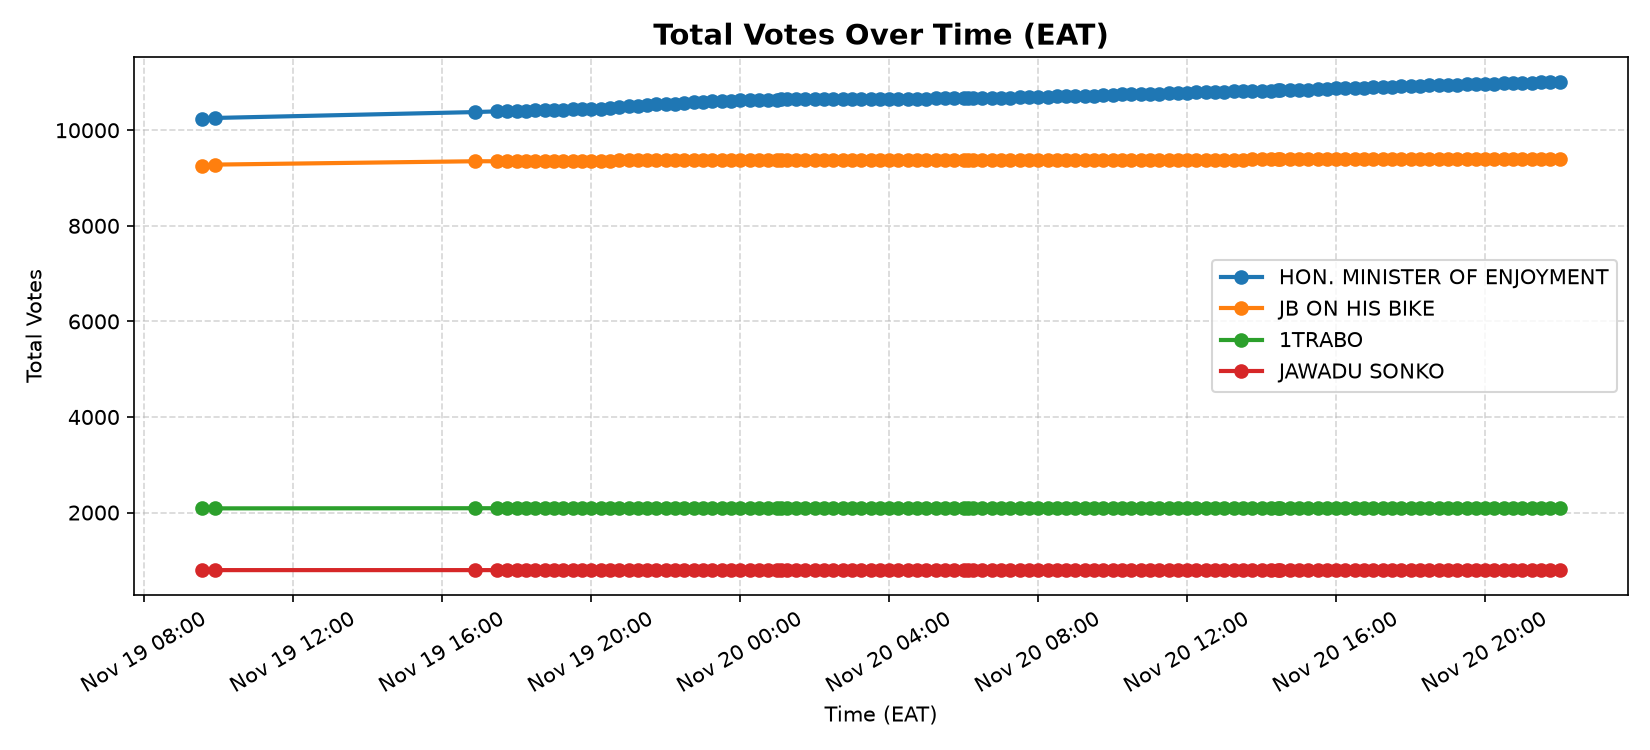 Total Votes Over Time (EAT)
Total Votes
10000
8000
6000
4000
2000
HON. MINISTER OF ENJOYMENT
JB ON HIS BIKE
1TRABO
JAWADU SONKO
Nov 19 08:00
Nov 19 12:00
Nov 19 16:00
Nov 19 20:00
Nov 20 00:00
Nov 20 04:00
Nov 20 08:00
Nov 20 12:00
Nov 20 16:00
Nov 20 20:00
Time (EAT)